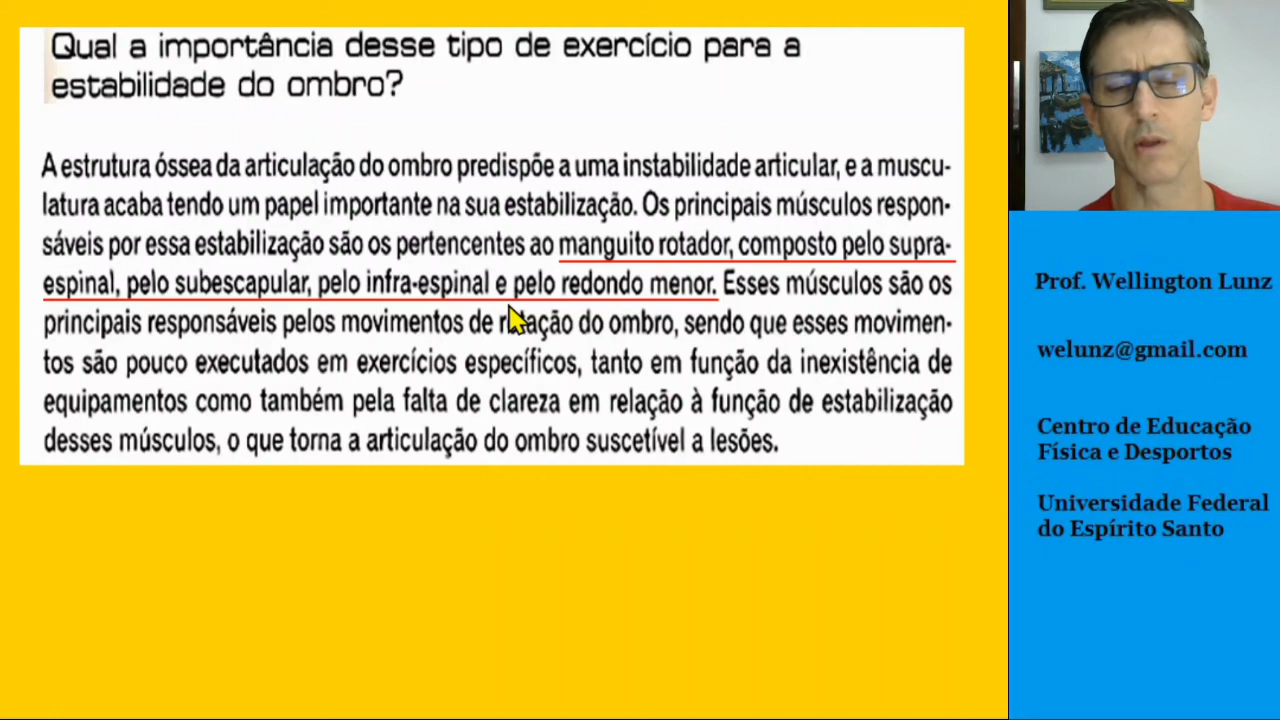 Qual a importância desse tipo de exercício para a
estabilidade do ombro?
A estrutura óssea da articulação do ombro predispõe a uma instabilidade articular, e a muscu-
latura acaba tendo um papel importante na sua estabilização. Os principais músculos respon-
sáveis por essa estabilização são os pertencentes ao manguito rotador, composto pelo supra-
espinal, pelo subescapular, pelo infra-espinal e pelo redondo menor. Esses músculos são os
principais responsáveis pelos movimentos de rotação do ombro, sendo que esses movimen-
tos são pouco executados em exercícios específicos, tanto em função da inexistência de
equipamentos como também pela falta de clareza em relação à função de estabilização
desses músculos, o que torna a articulação do ombro suscetível a lesões.
Prof. Wellington Lunz
welunz@gmail.com
Centro de Educação
Física e Desportos
Universidade Federal
do Espírito Santo